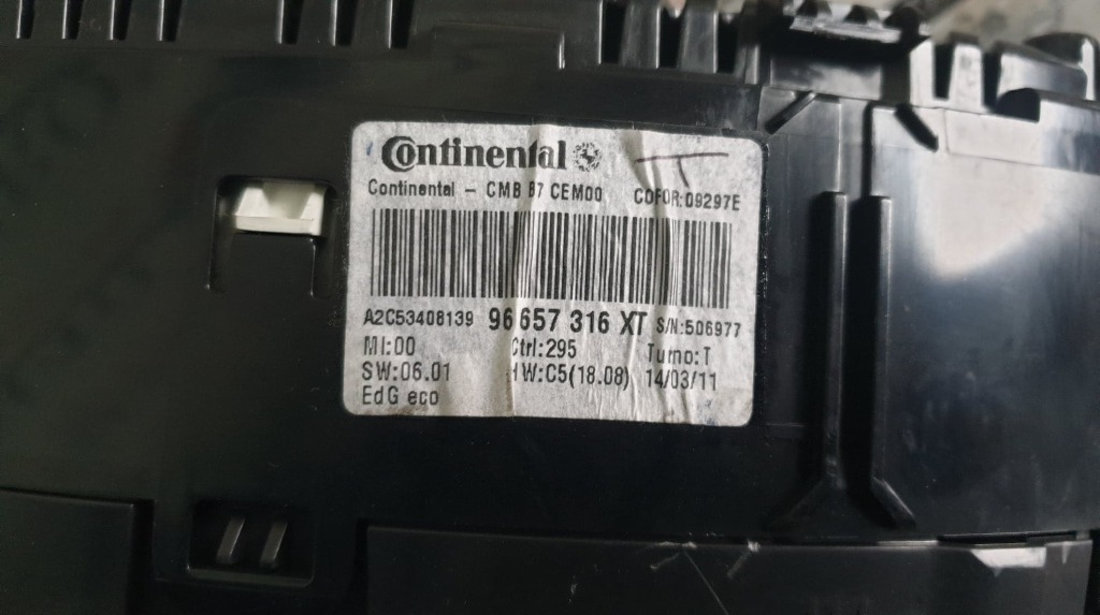 Continental
Continental - CMB B7 CEM00 COFOR:09297E
A2C53408139 96 657 316 XT S/N:506977
MI:00 Ctrl:295 Turno:T
SW:06.01 HW:C5(18.08) 14/03/11
EdG eco